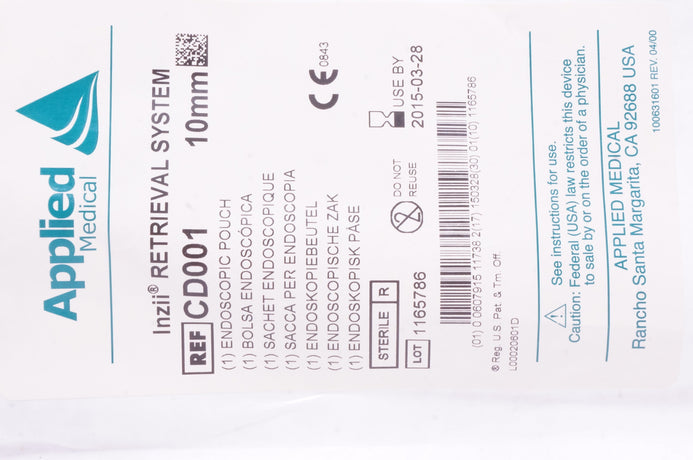 Applied
Medical
Inzii® RETRIEVAL SYSTEM
REF CD001 10mm
(1) ENDOSCOPIC POUCH
(1) BOLSA ENDOSCÓPICA
(1) SACHET ENDOSCOPIQUE
(1) SACCA PER ENDOSCOPIA
(1) ENDOSKOPIEBEUTEL
(1) ENDOSCOPISCHE ZAK
(1) ENDOSKOPISK PÅSE
CE 0843
STERILE R
DO NOT
REUSE
2
USE BY
2015-03-28
LOT 1165786
(01) 0 0607915 11738 2(17) 150328(30) 01(10) 1165786
® Reg. U.S. Pat. & Tm. Off.
L00020601D
See instructions for use.
Caution: Federal (USA) law restricts this device
to sale by or on the order of a physician.
APPLIED MEDICAL
Rancho Santa Margarita, CA 92688 USA
100631601 REV. 04/00